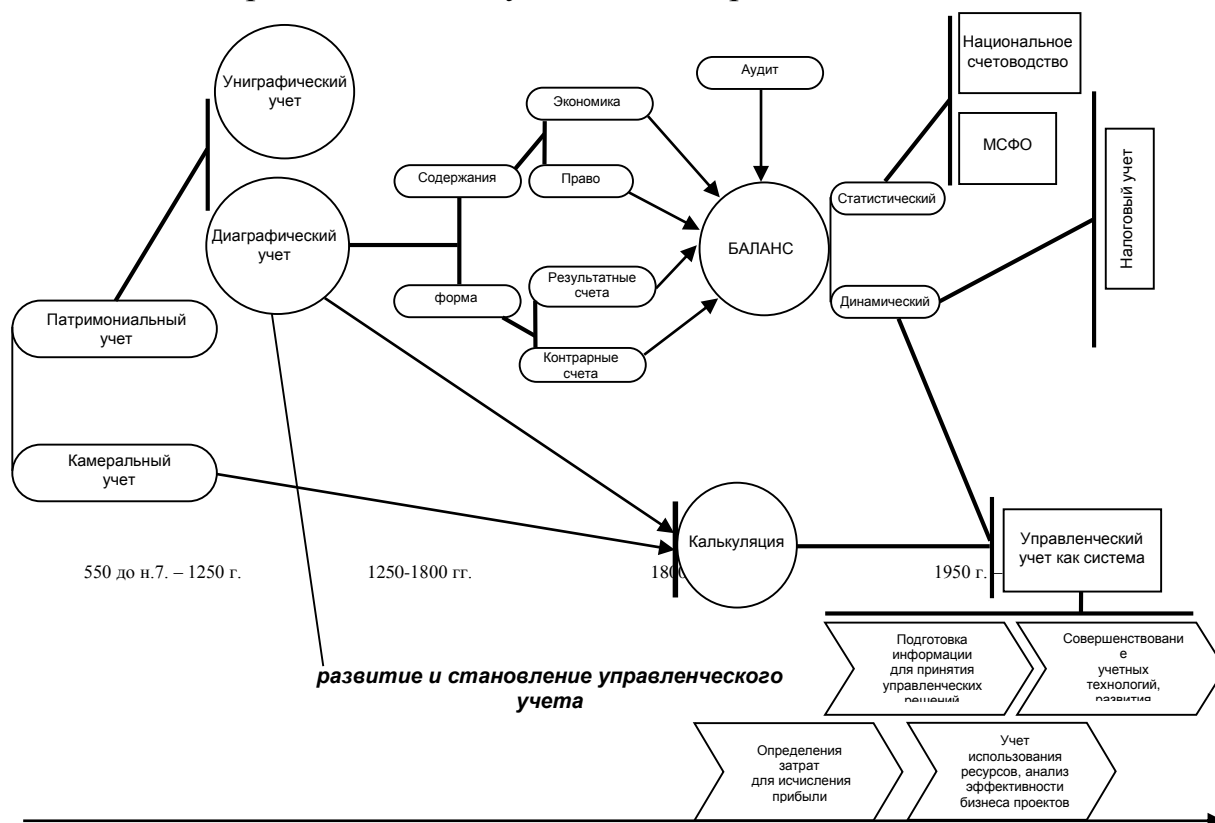 Униграфический
учет
Диаграфический
учет
Патримониальный
учет
Камеральный
учет
Содержания
форма
Экономика
Право
Результатные
счета
Контрарные
счета
Аудит
БАЛАНС
Статистический
Динамический
Национальное
счетоводство
МСФО
Налоговый учет
Калькуляция
Управленческий
учет как система
550 до н.7. – 1250 г.
1250-1800 гг.
1950 г. –
развитие и становление управленческого
учета
Подготовка
информации
для принятия
управленческих
решений
Совершенствовани
е
учетных
технологий,
развития
Определения
затрат
для исчисления
прибыли
Учет
использования
ресурсов, анализ
эффективности
бизнеса проектов